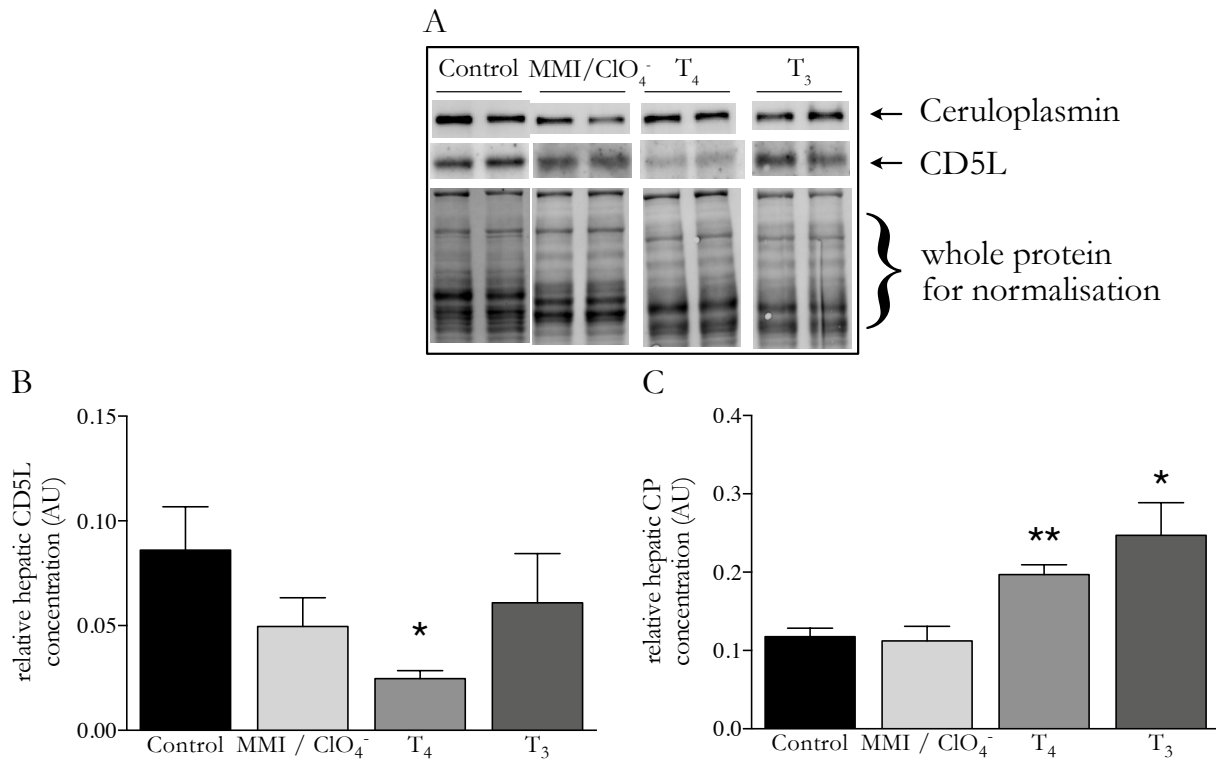 A
Control MMI/ClO₄⁻ T₄ T₃
Ceruloplasmin
CD5L
whole protein
for normalisation
B
relative hepatic CD5L
concentration (AU)
0.15
0.10
0.05
0.00
*
Control MMI / ClO₄⁻ T₄ T₃
C
relative hepatic CP
concentration (AU)
0.4
0.3
0.2
0.1
0.0
**
*
Control MMI / ClO₄⁻ T₄ T₃